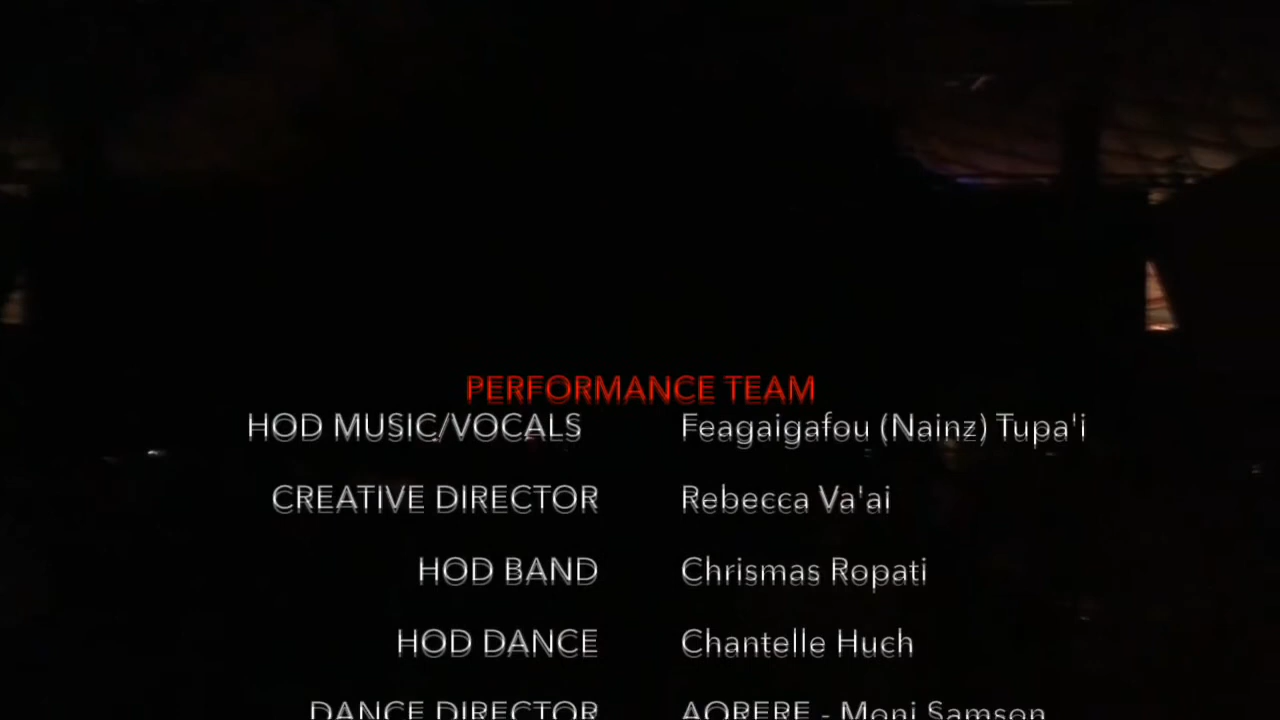 PERFORMANCE TEAM
HOD MUSIC/VOCALS Feagaigafou (Nainz) Tupa'i
CREATIVE DIRECTOR Rebecca Va'ai
HOD BAND Chrismas Ropati
HOD DANCE Chantelle Huch
DANCE DIRECTOR AORERE - Moni Samson